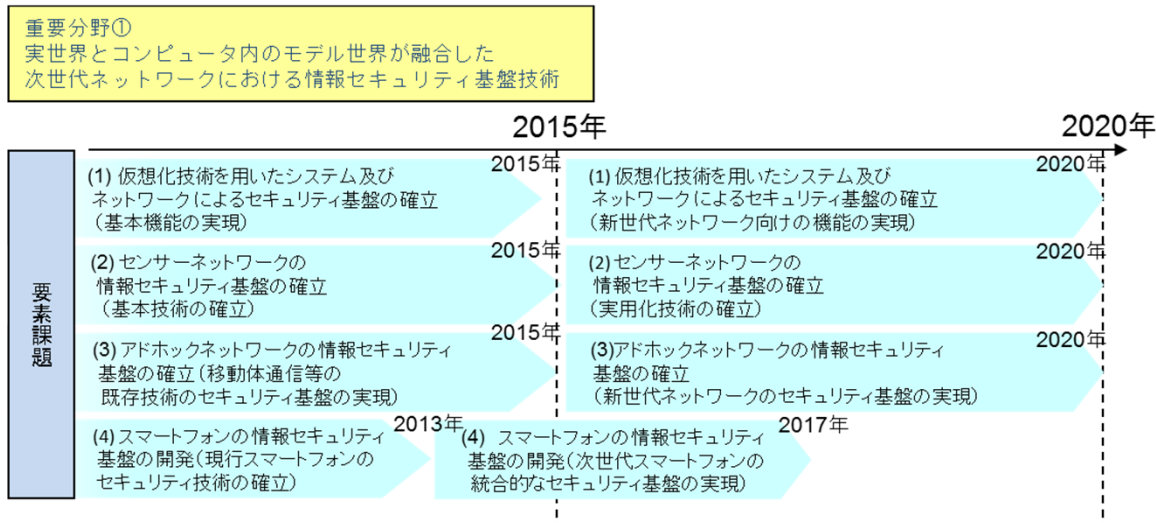 重要分野①
実世界とコンピュータ内のモデル世界が融合した
次世代ネットワークにおける情報セキュリティ基盤技術
2015年
2020年
要素課題
(1) 仮想化技術を用いたシステム及び
ネットワークによるセキュリティ基盤の確立
(基本機能の実現)
2015年
(1) 仮想化技術を用いたシステム及び
ネットワークによるセキュリティ基盤の確立
(新世代ネットワーク向けの機能の実現)
2020年
(2) センサーネットワークの
情報セキュリティ基盤の確立
(基本技術の確立)
2015年
(2) センサーネットワークの
情報セキュリティ基盤の確立
(実用化技術の確立)
2020年
(3) アドホックネットワークの情報セキュリティ
基盤の確立(移動体通信等の
既存技術のセキュリティ基盤の実現)
2015年
(3)アドホックネットワークの情報セキュリティ
基盤の確立
(新世代ネットワークのセキュリティ基盤の実現)
2020年
(4) スマートフォンの情報セキュリティ
基盤の開発(現行スマートフォンの
セキュリティ技術の確立)
2013年
(4) スマートフォンの情報セキュリティ
基盤の開発(次世代スマートフォンの
統合的なセキュリティ基盤の実現)
2017年